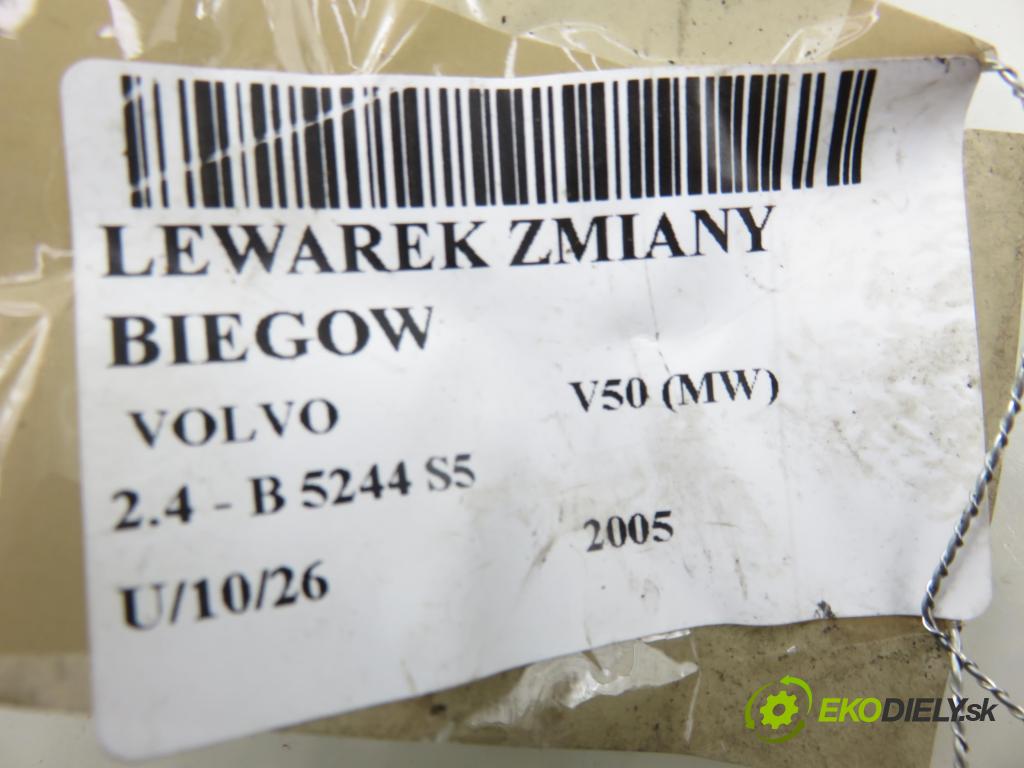 LEWAREK ZMIANY
BIEGOW
VOLVO V50 (MW)
2.4 - B 5244 S5
2005
U/10/26
EKODIELY.sk